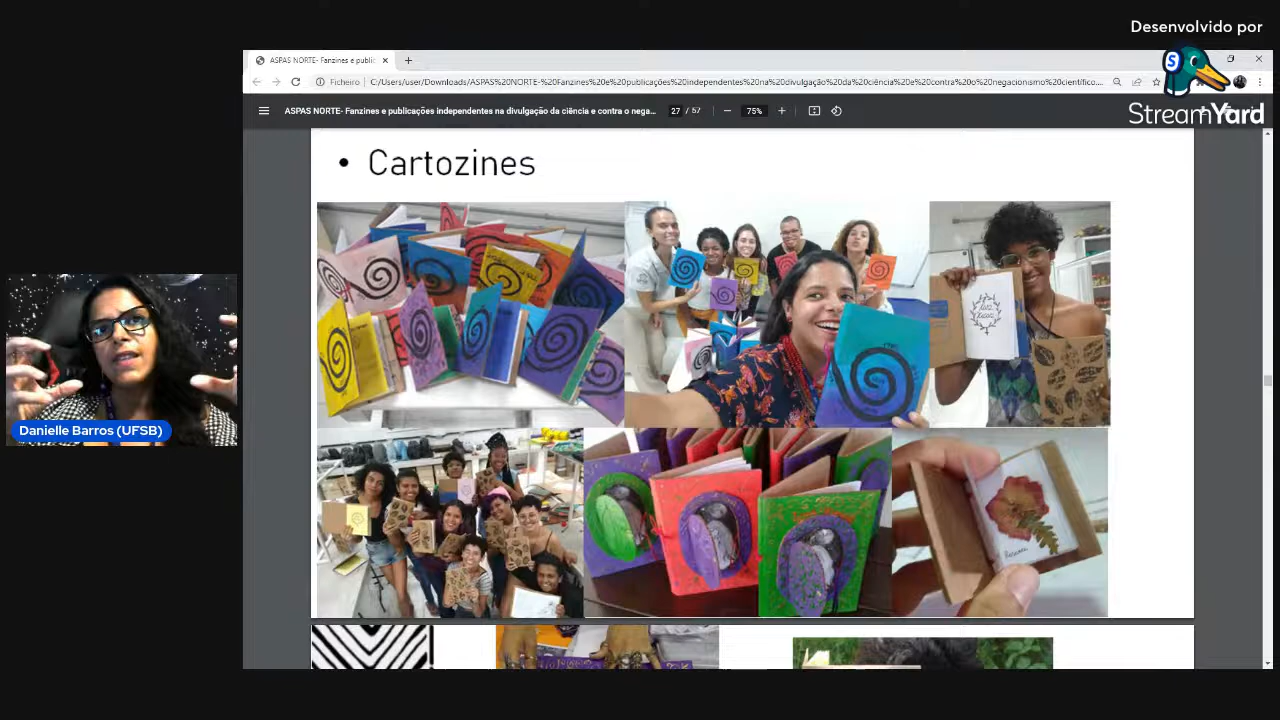 Desenvolvido por
StreamYard
ASPAS NORTE- Fanzines e public
Ficheiro
C:/Users/user/Downloads/ASPAS%20NORTE-%20Fanzines%20e%20publicações%20independentes%20na%20divulgação%20da%20ciência%20e%20contra%20o%20negacionismo%20científico....
ASPAS NORTE- Fanzines e publicações independentes na divulgação da ciência e contra o nega...
27 / 57
75%
• Cartozines
Danielle Barros (UFSB)